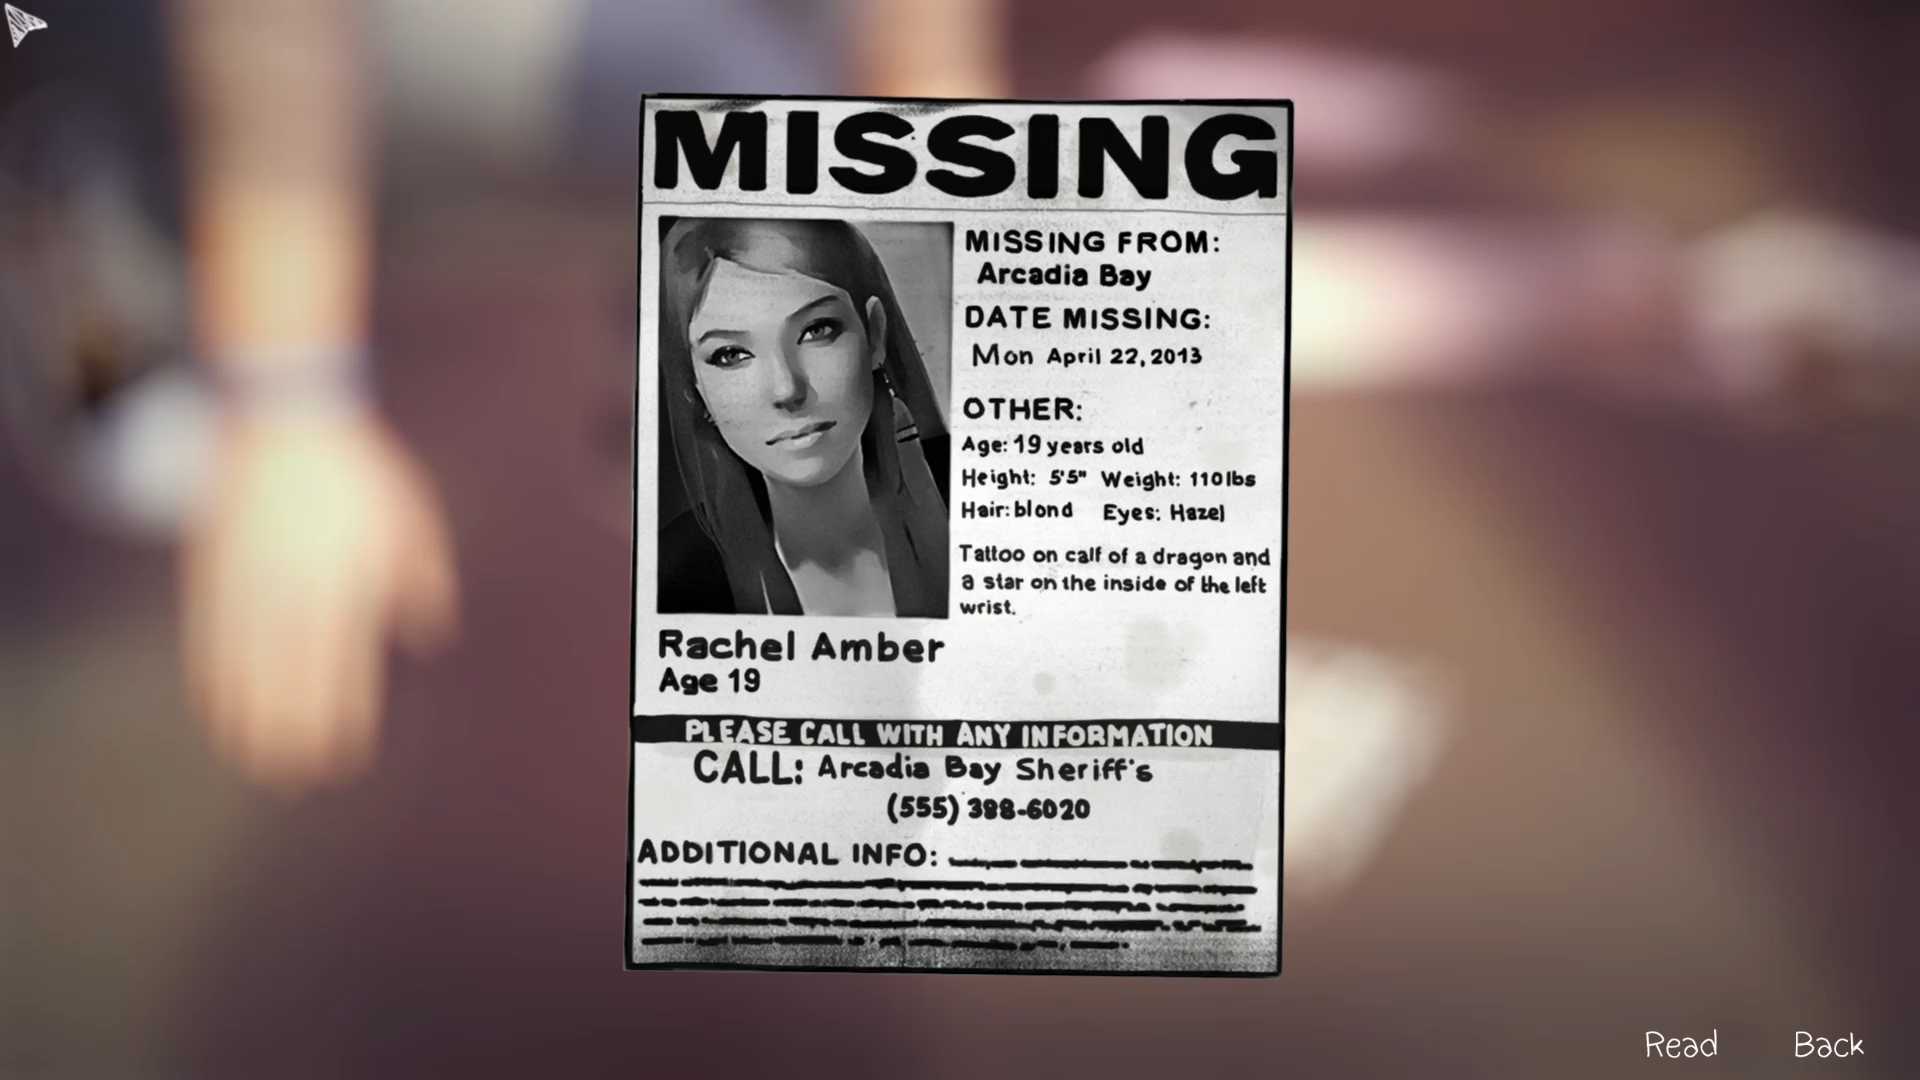 MISSING
MISSING FROM:
Arcadia Bay
DATE MISSING:
Mon April 22, 2013
OTHER:
Age: 19 years old
Height: 5'5" Weight: 110 lbs
Hair: blond Eyes: Hazel
Tattoo on calf of a dragon and
a star on the inside of the left
wrist.
Rachel Amber
Age 19
PLEASE CALL WITH ANY INFORMATION
CALL: Arcadia Bay Sheriff's
(555) 388-6020
ADDITIONAL INFO:
Read Back